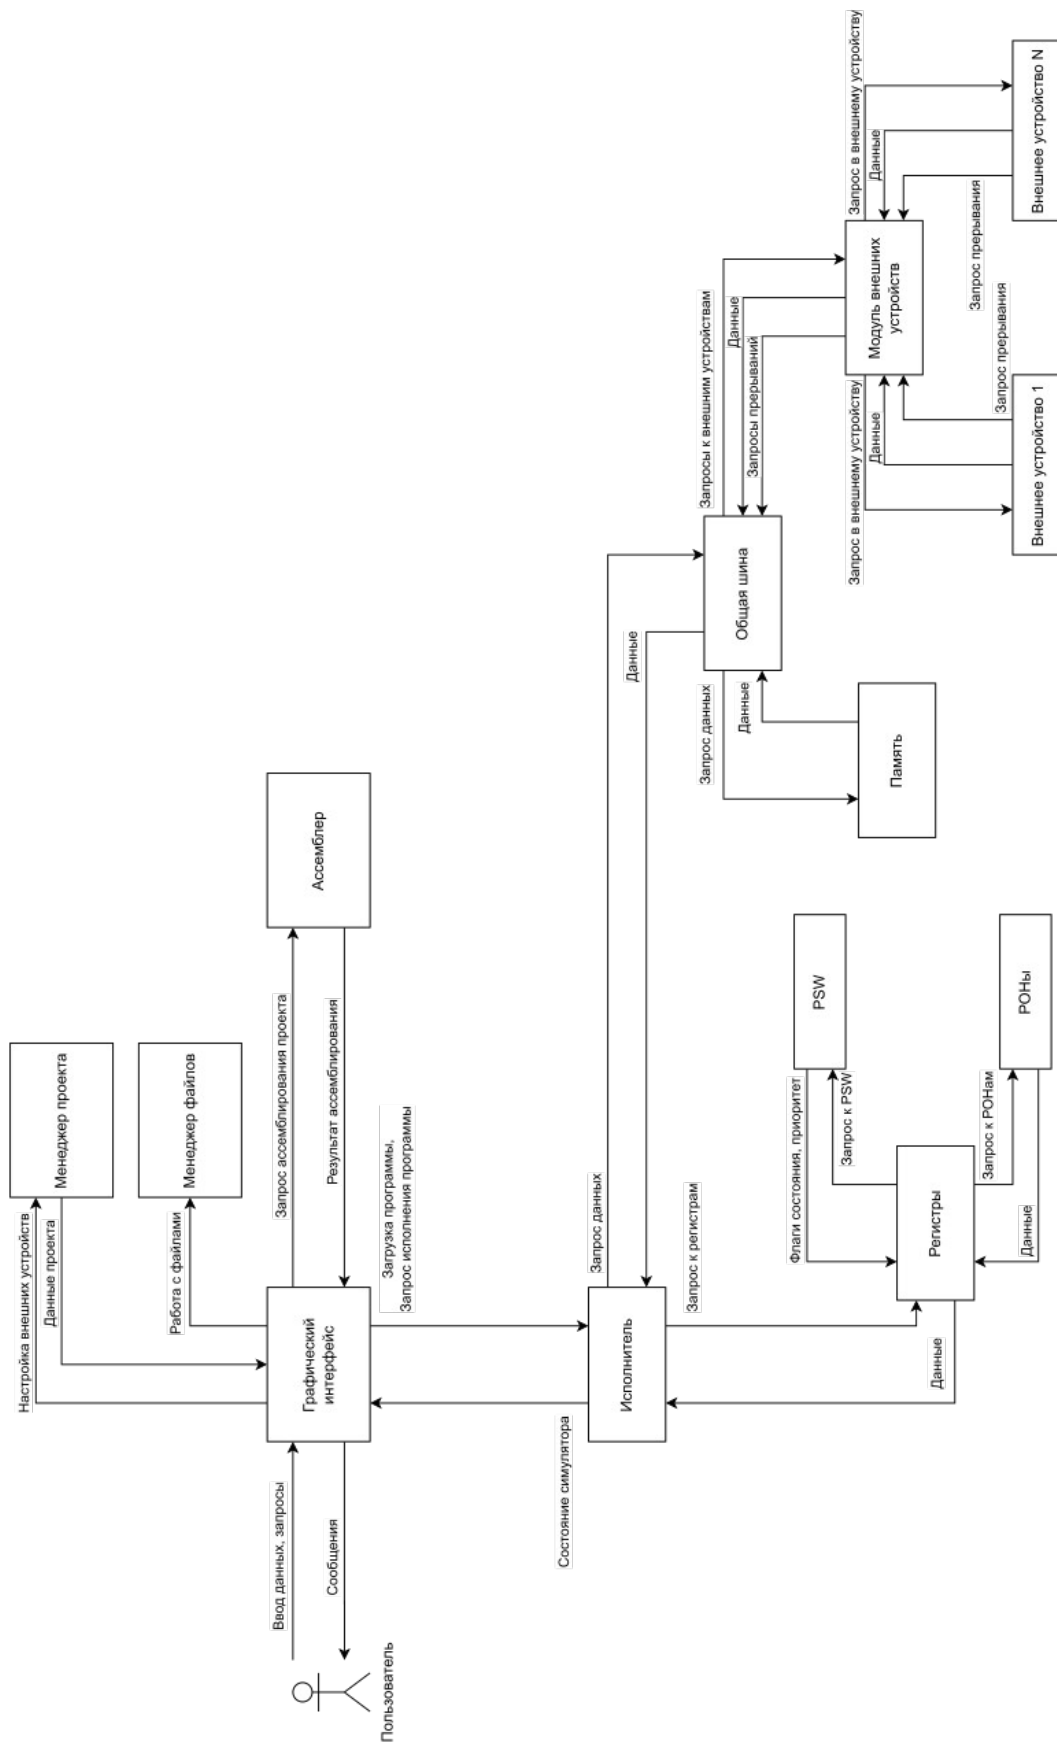 Настройка внешних устройств
Данные проекта
Менеджер проекта
Работа с файлами
Менеджер файлов
Ввод данных, запросы
Сообщения
Пользователь
Графический
интерфейс
Запрос ассемблирования проекта
Результат ассемблирования
Ассемблер
Загрузка программы,
Запрос исполнения программы
Состояние симулятора
Исполнитель
Запрос данных
Данные
Запрос к регистрам
Данные
Регистры
Флаги состояния, приоритет
Запрос к PSW
PSW
Запрос к РОНам
Данные
РОНы
Общая шина
Запрос данных
Данные
Память
Запросы к внешним устройствам
Данные
Запросы прерываний
Модуль внешних
устройств
Запрос в внешнему устройству
Данные
Запрос прерывания
Внешнее устройство 1
Запрос в внешнему устройству
Данные
Запрос прерывания
Внешнее устройство N